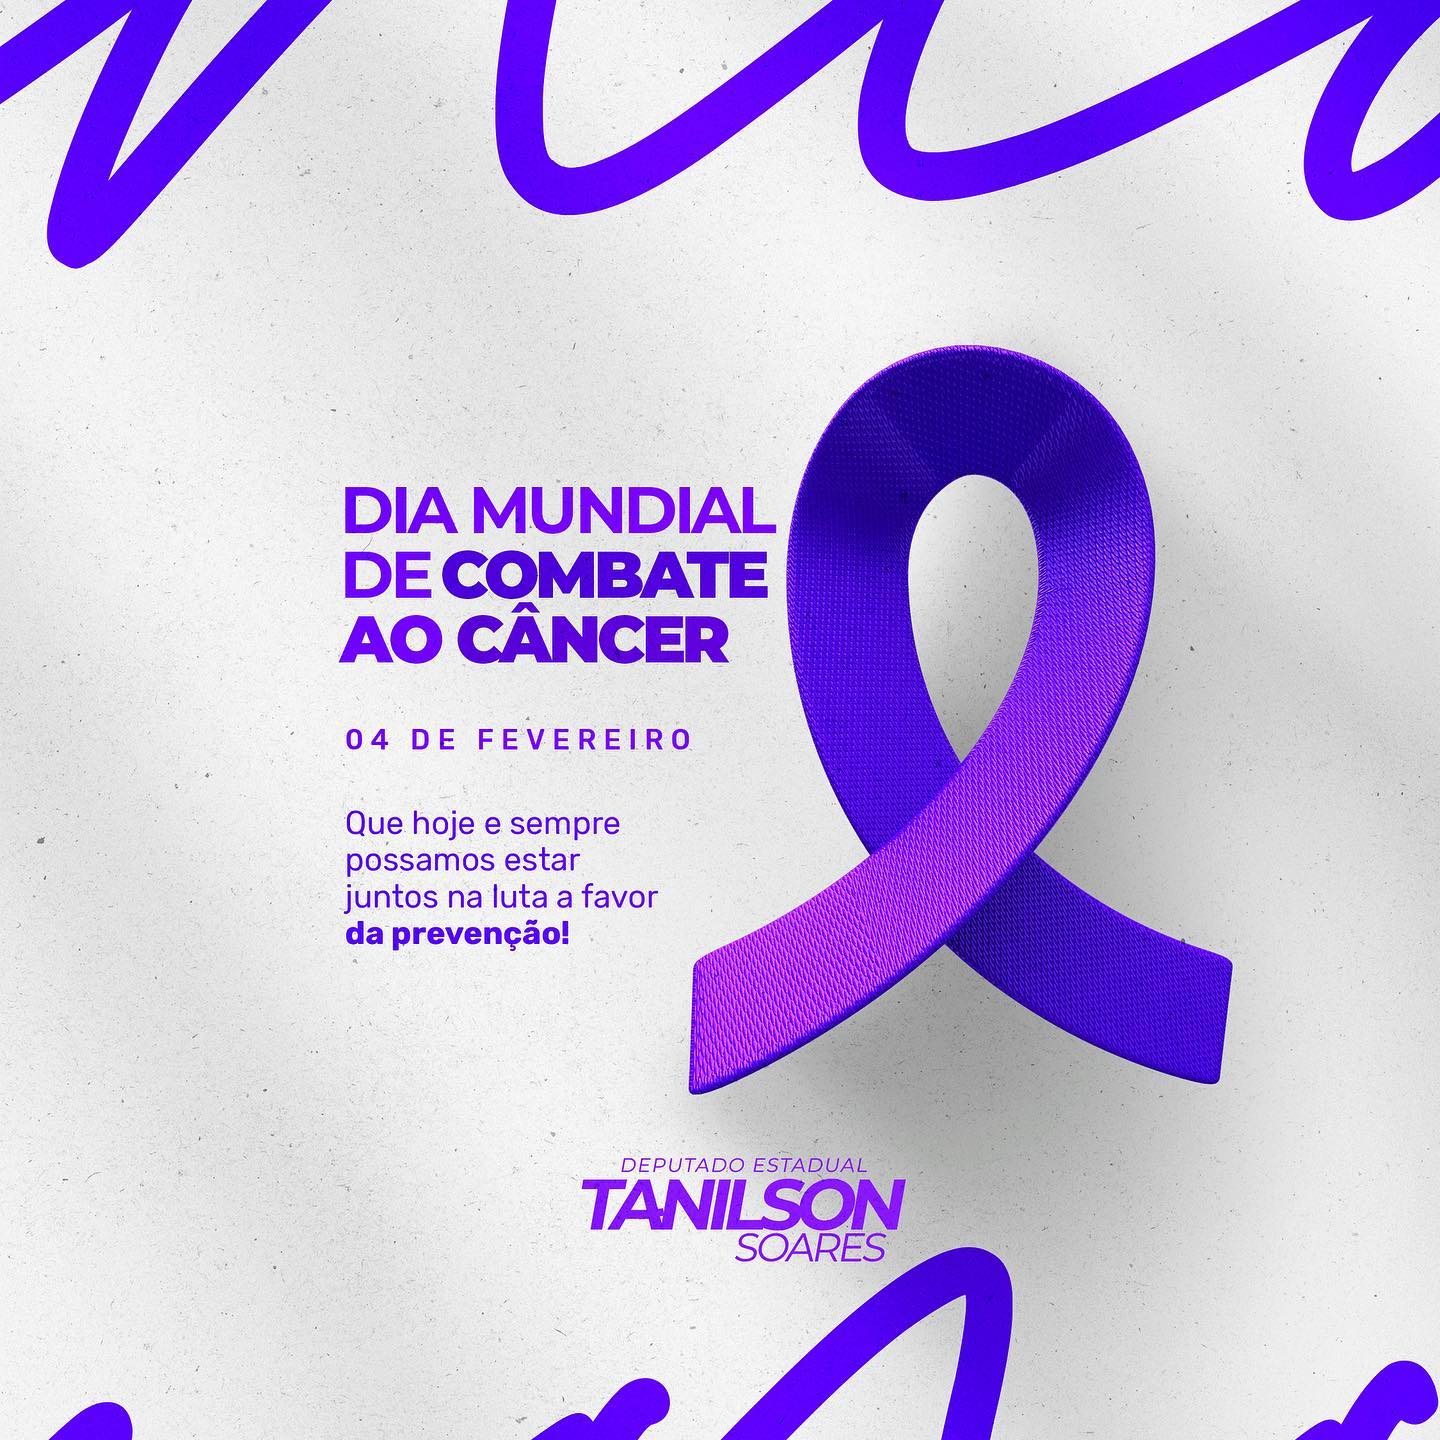 DIA MUNDIAL
DE COMBATE
AO CÂNCER
04 DE FEVEREIRO
Que hoje e sempre
possamos estar
juntos na luta a favor
da prevenção!
DEPUTADO ESTADUAL
TANILSON
SOARES